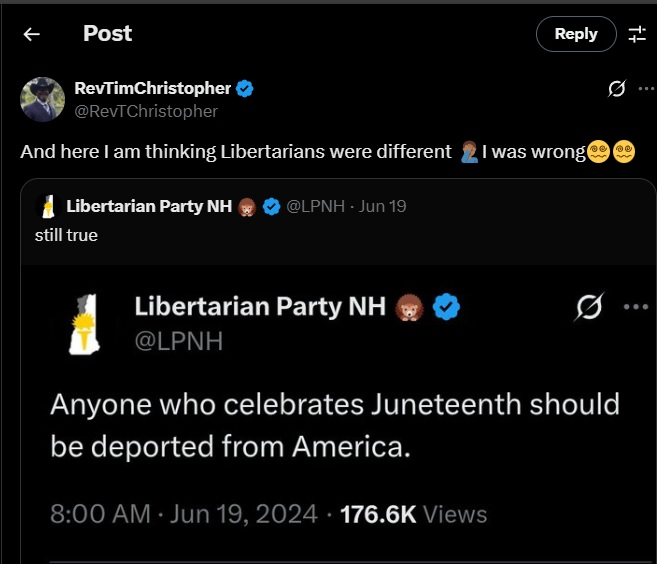 Post
Reply
RevTimChristopher
@RevTChristopher
And here I am thinking Libertarians were different 🤦🏾‍♂️I was wrong😵‍💫😵‍💫
Libertarian Party NH 🦔 @LPNH · Jun 19
still true
Libertarian Party NH 🦔
@LPNH
Anyone who celebrates Juneteenth should
be deported from America.
8:00 AM · Jun 19, 2024 · 176.6K Views